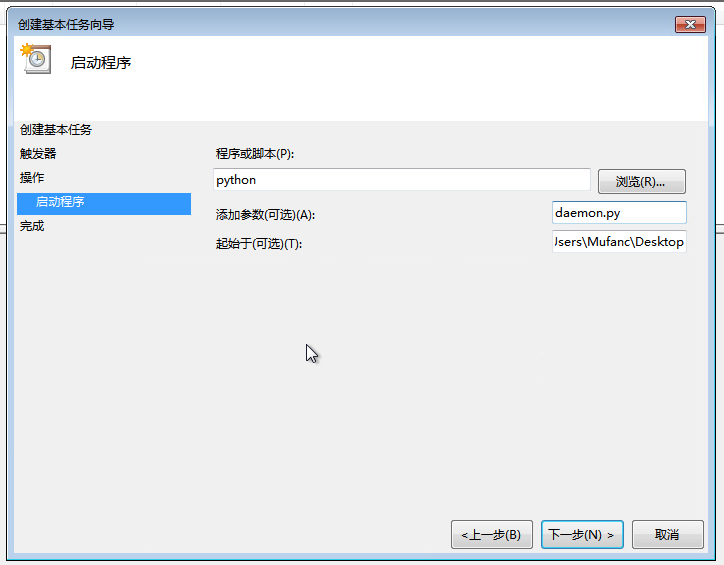 创建基本任务向导
启动程序
创建基本任务
触发器
操作
启动程序
完成
程序或脚本(P):
python
浏览(R)...
添加参数(可选)(A):
daemon.py
起始于(可选)(T):
sers\Mufanc\Desktop
<上一步(B)
下一步(N) >
取消